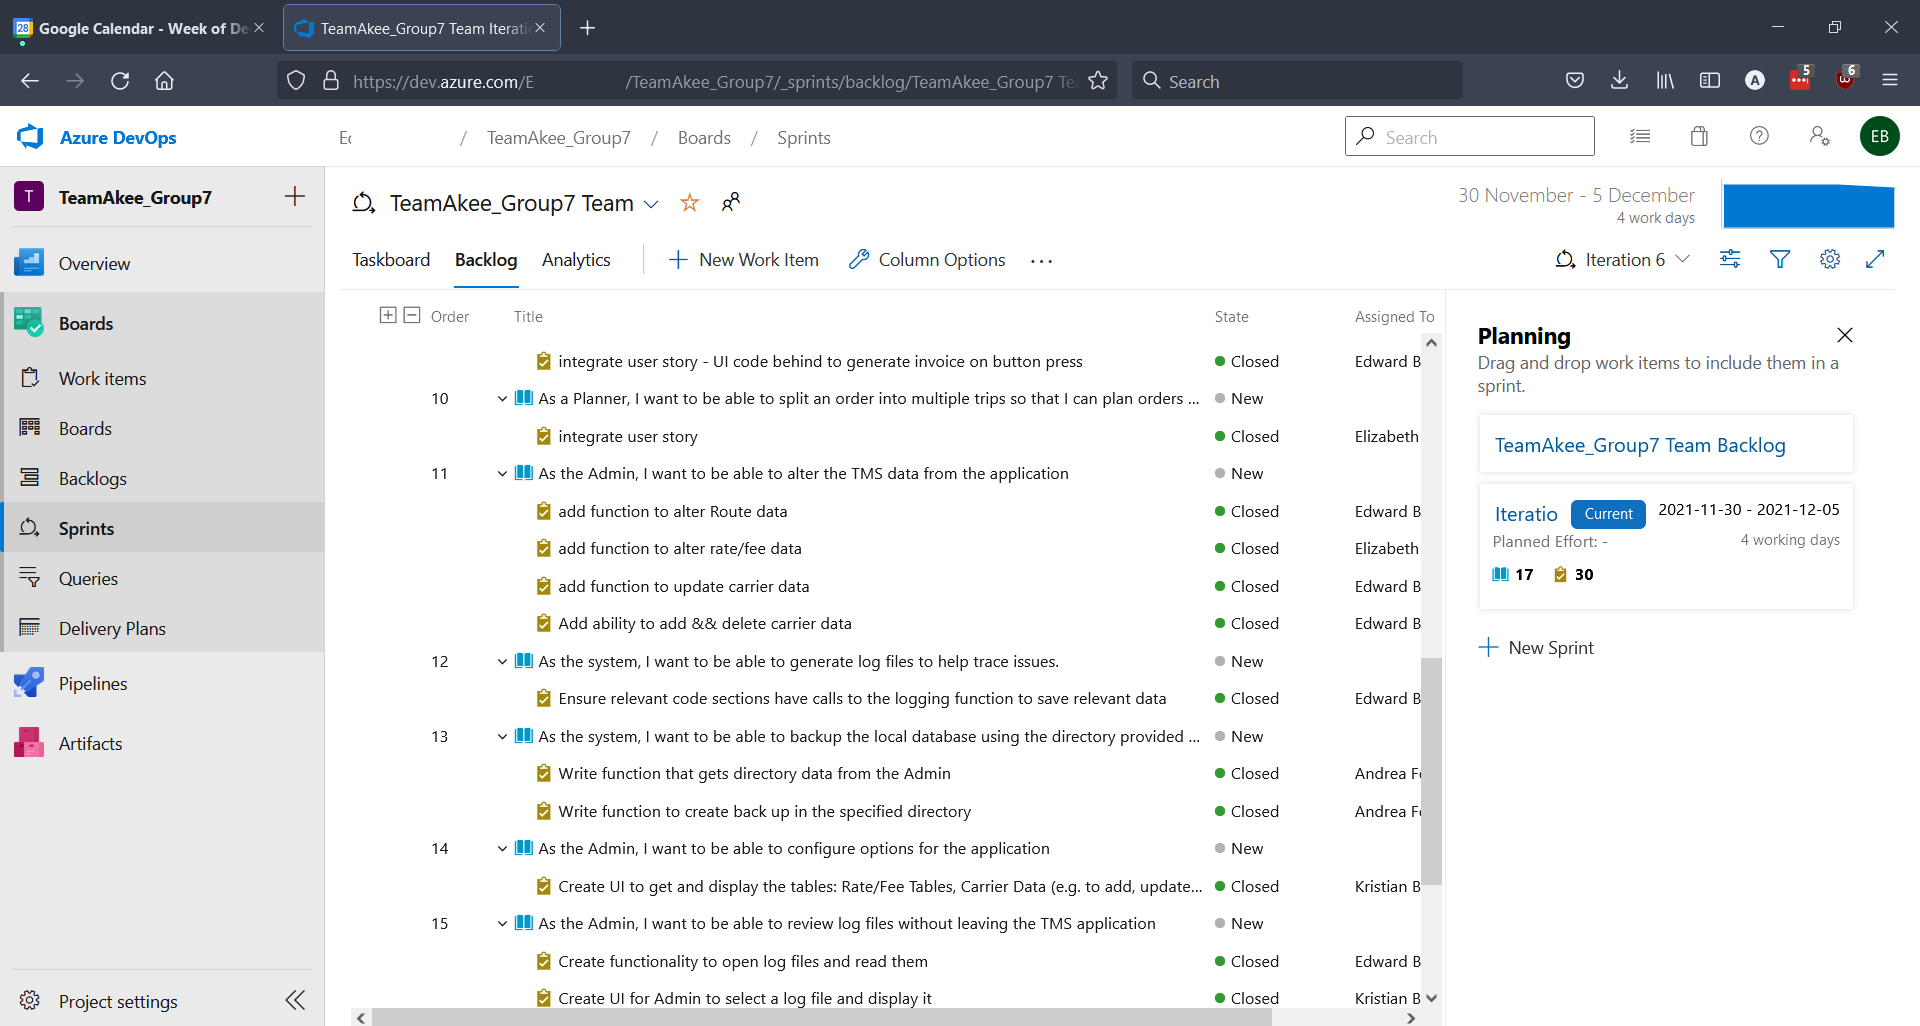 28 Google Calendar - Week of De
TeamAkee_Group7 Team Iterati
https://dev.azure.com/E /TeamAkee_Group7/_sprints/backlog/TeamAkee_Group7 Te
Search
A
5
6
Azure DevOps
/ TeamAkee_Group7 / Boards / Sprints
Search
EB
T TeamAkee_Group7
Overview
Boards
Work items
Boards
Backlogs
Sprints
Queries
Delivery Plans
Pipelines
Artifacts
Project settings
TeamAkee_Group7 Team
30 November - 5 December
4 work days
Taskboard Backlog Analytics New Work Item Column Options ...
Iteration 6
Order Title State Assigned To
integrate user story - UI code behind to generate invoice on button press Closed Edward B
10 As a Planner, I want to be able to split an order into multiple trips so that I can plan orders ... New
integrate user story Closed Elizabeth
11 As the Admin, I want to be able to alter the TMS data from the application New
add function to alter Route data Closed Edward B
add function to alter rate/fee data Closed Elizabeth
add function to update carrier data Closed Edward B
Add ability to add && delete carrier data Closed Edward B
12 As the system, I want to be able to generate log files to help trace issues. New
Ensure relevant code sections have calls to the logging function to save relevant data Closed Edward B
13 As the system, I want to be able to backup the local database using the directory provided ... New
Write function that gets directory data from the Admin Closed Andrea F
Write function to create back up in the specified directory Closed Andrea F
14 As the Admin, I want to be able to configure options for the application New
Create UI to get and display the tables: Rate/Fee Tables, Carrier Data (e.g. to add, update... Closed Kristian B
15 As the Admin, I want to be able to review log files without leaving the TMS application New
Create functionality to open log files and read them Closed Edward B
Create UI for Admin to select a log file and display it Closed Kristian B
Planning
Drag and drop work items to include them in a
sprint.
TeamAkee_Group7 Team Backlog
Iteratio Current 2021-11-30 - 2021-12-05
Planned Effort: - 4 working days
17 30
New Sprint